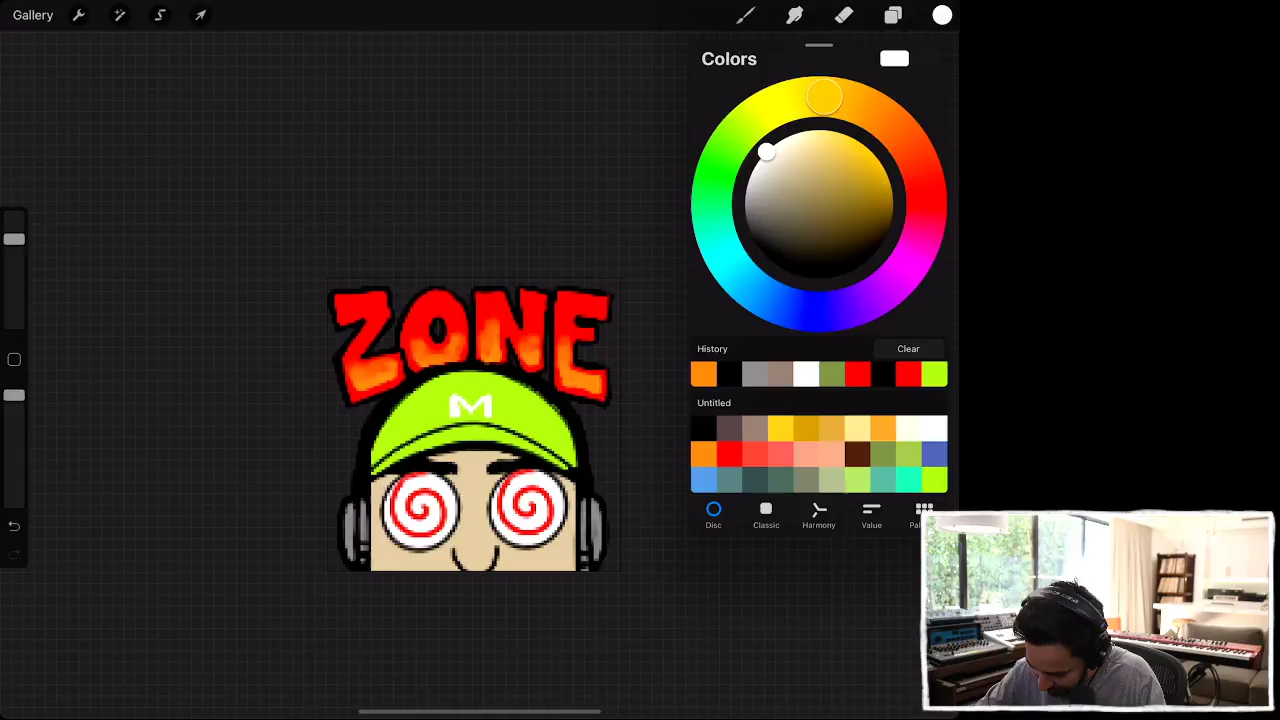 Gallery
Colors
ZONE
M
History
Clear
Untitled
Disc
Classic
Harmony
Value